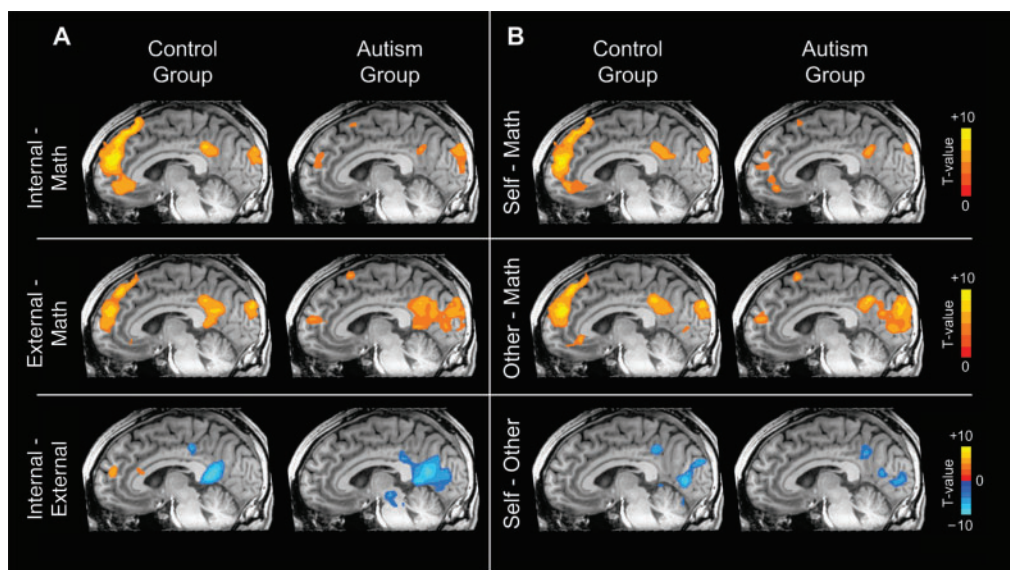 A
B
Control
Group
Autism
Group
Control
Group
Autism
Group
Internal -
Math
Self - Math
+10
T-value
0
External -
Math
Other - Math
+10
T-value
0
Internal -
External
Self - Other
+10
0
T-value
−10